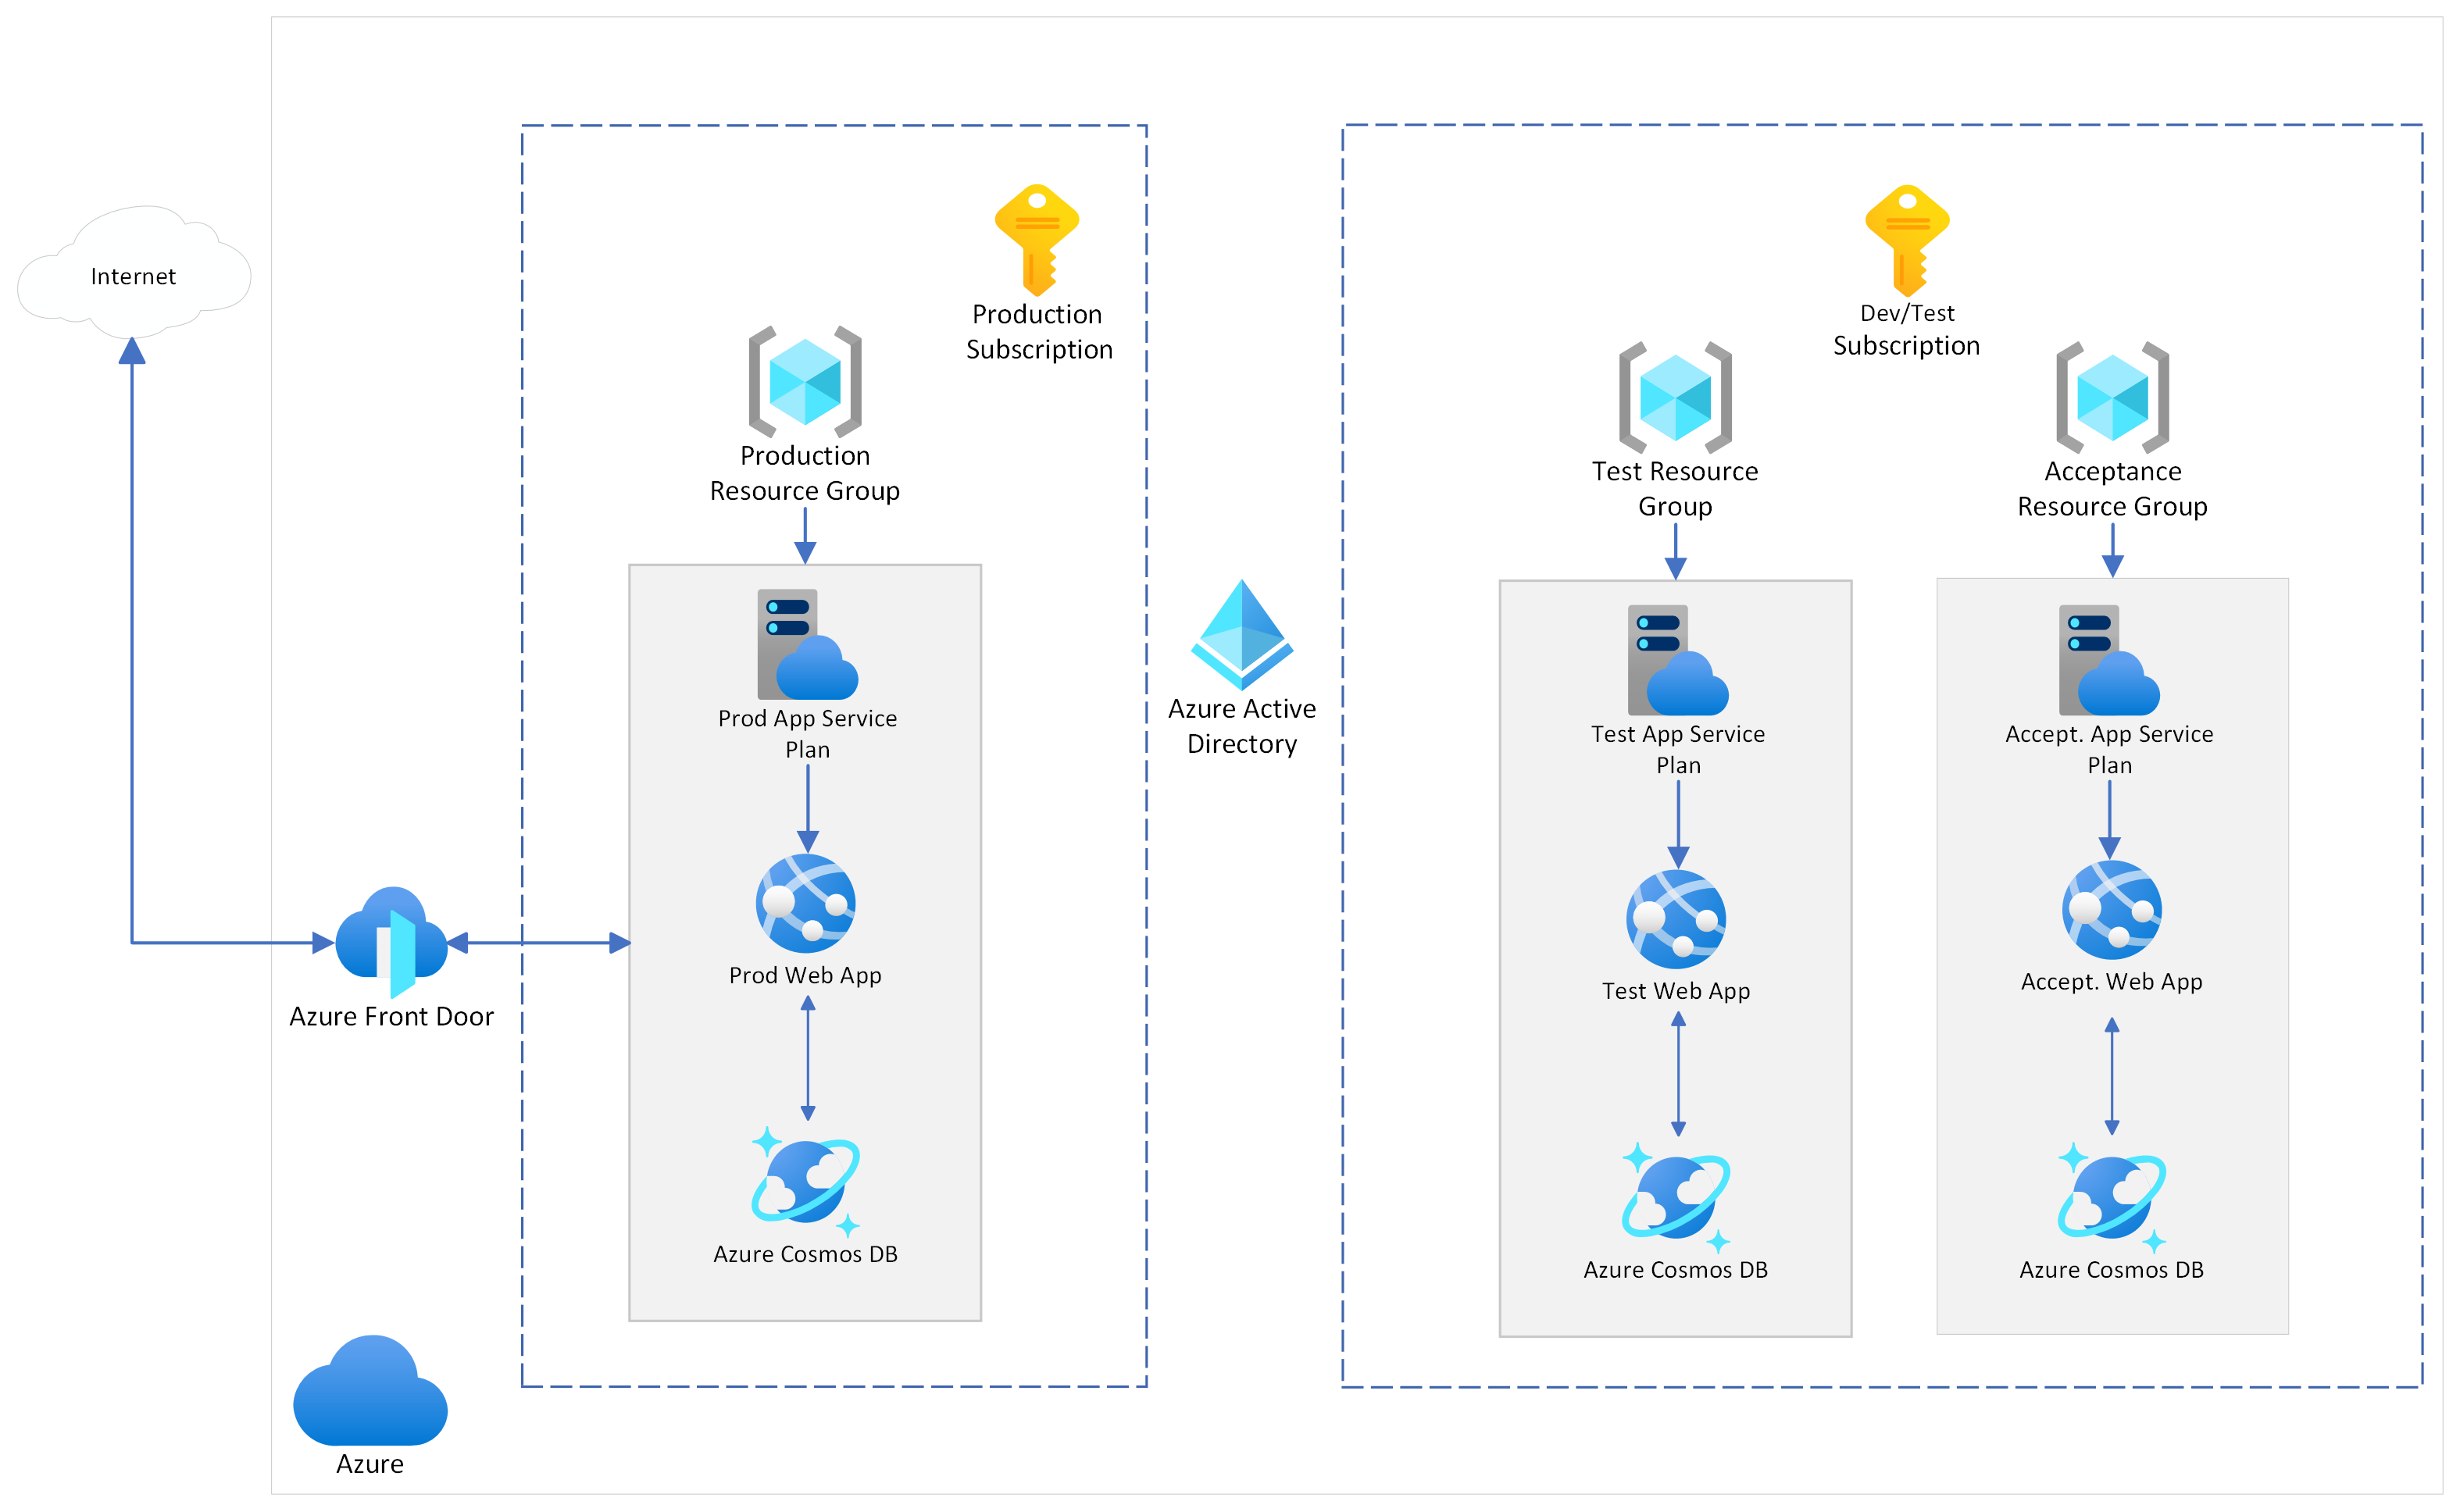 Internet
Production
Subscription
Dev/Test
Subscription
Production
Resource Group
Test Resource
Group
Acceptance
Resource Group
Prod App Service
Plan
Azure Active
Directory
Test App Service
Plan
Accept. App Service
Plan
Prod Web App
Test Web App
Accept. Web App
Azure Front Door
Azure Cosmos DB
Azure Cosmos DB
Azure Cosmos DB
Azure